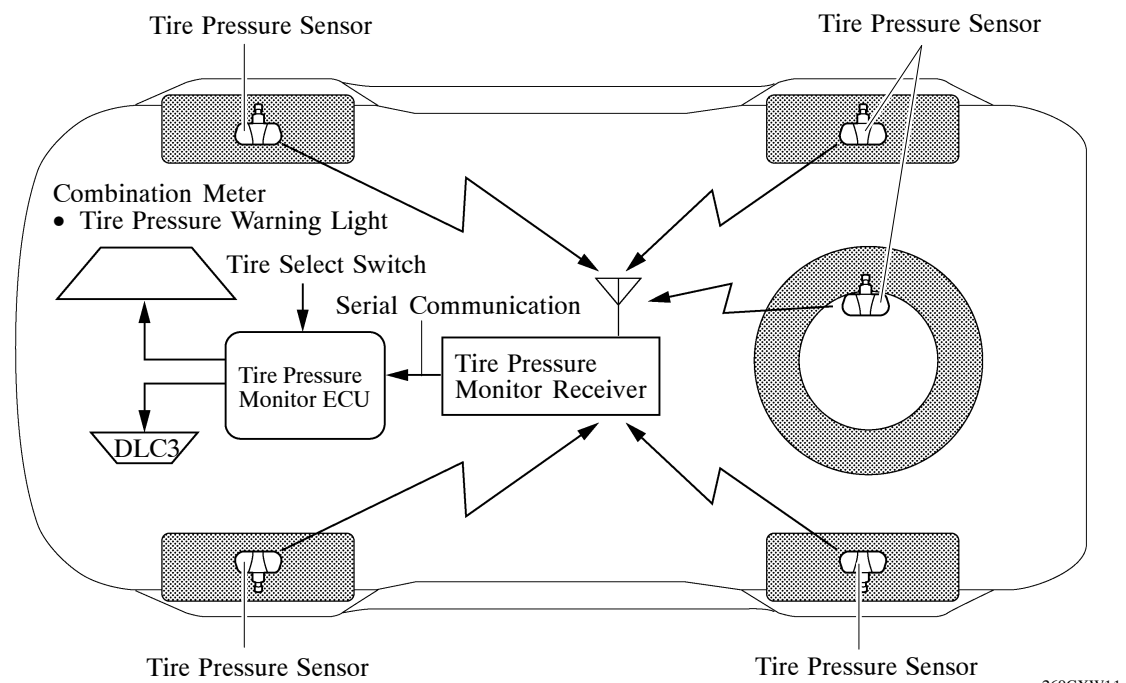 Tire Pressure Sensor
Tire Pressure Sensor
Combination Meter
• Tire Pressure Warning Light
Tire Select Switch
Serial Communication
Tire Pressure
Monitor ECU
Tire Pressure
Monitor Receiver
DLC3
Tire Pressure Sensor
Tire Pressure Sensor